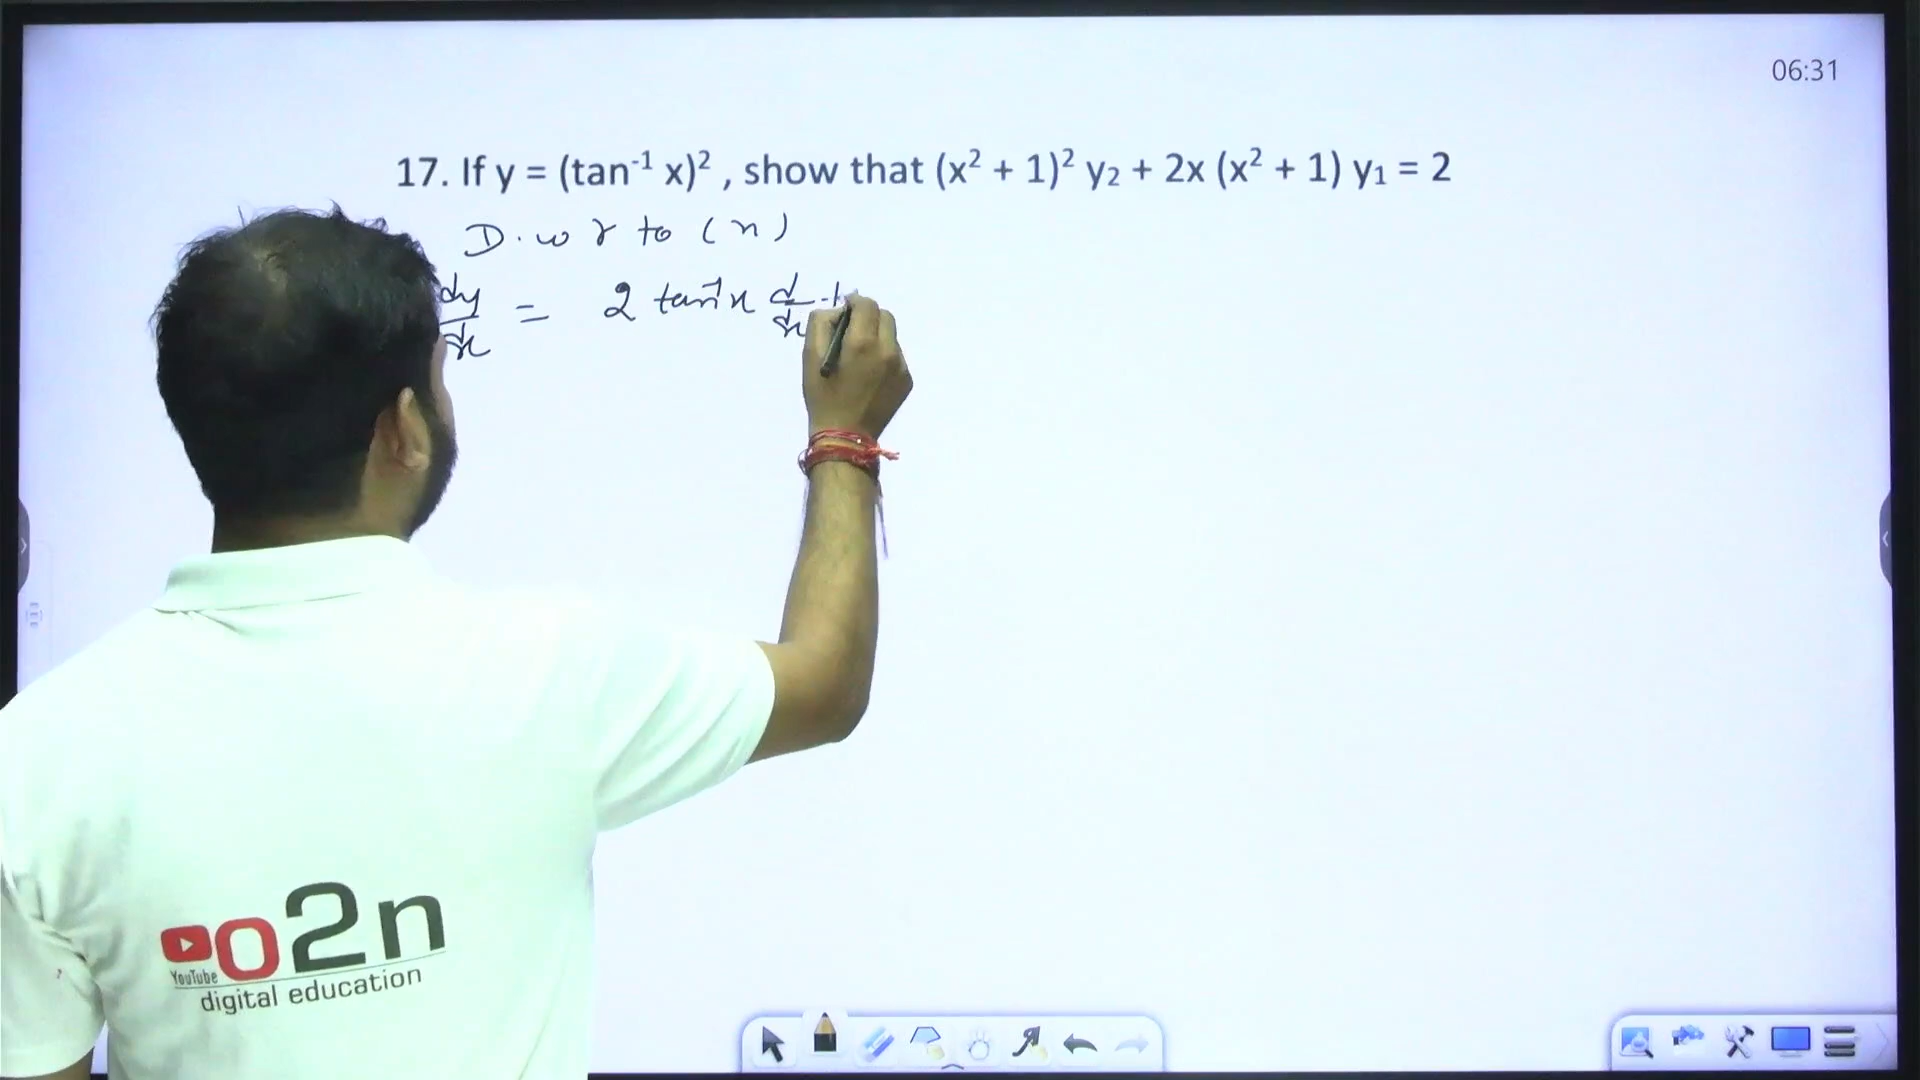 06:31
17. If y = (tan⁻¹ x)² , show that (x² + 1)² y₂ + 2x (x² + 1) y₁ = 2
D. w r to (x)
dy/dx = 2 tan⁻¹x d/dx
YouTube
o2n
digital education